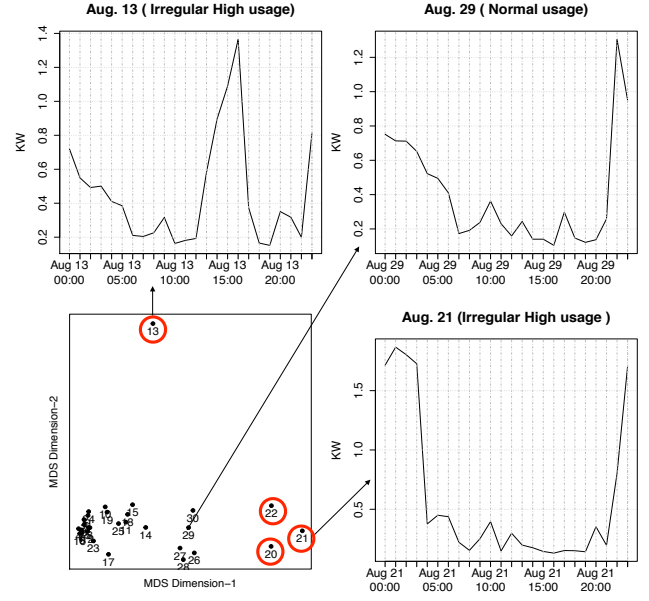 Aug. 13 ( Irregular High usage)
Aug. 29 ( Normal usage)
KW
0.2 0.4 0.6 0.8 1.0 1.2 1.4
Aug 13 00:00
Aug 13 05:00
Aug 13 10:00
Aug 13 15:00
Aug 13 20:00
KW
0.2 0.4 0.6 0.8 1.0 1.2
Aug 29 00:00
Aug 29 05:00
Aug 29 10:00
Aug 29 15:00
Aug 29 20:00
Aug. 21 (Irregular High usage )
KW
0.5 1.0 1.5
Aug 21 00:00
Aug 21 05:00
Aug 21 10:00
Aug 21 15:00
Aug 21 20:00
MDS Dimension−2
13
15
19
25
11
14
30
29
22
21
20
23
17
27
26
28
MDS Dimension−1